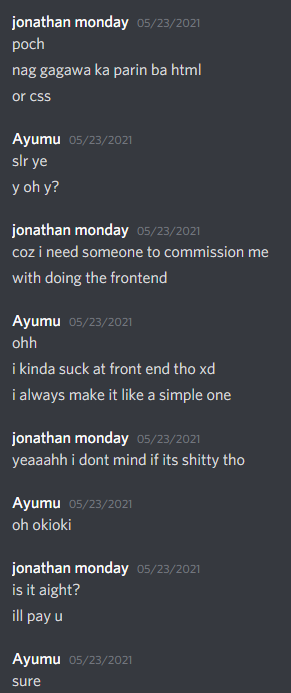 jonathan monday 05/23/2021
poch
nag gagawa ka parin ba html
or css
Ayumu 05/23/2021
slr ye
y oh y?
jonathan monday 05/23/2021
coz i need someone to commission me
with doing the frontend
Ayumu 05/23/2021
ohh
i kinda suck at front end tho xd
i always make it like a simple one
jonathan monday 05/23/2021
yeaaahh i dont mind if its shitty tho
Ayumu 05/23/2021
oh okioki
jonathan monday 05/23/2021
is it aight?
ill pay u
Ayumu 05/23/2021
sure